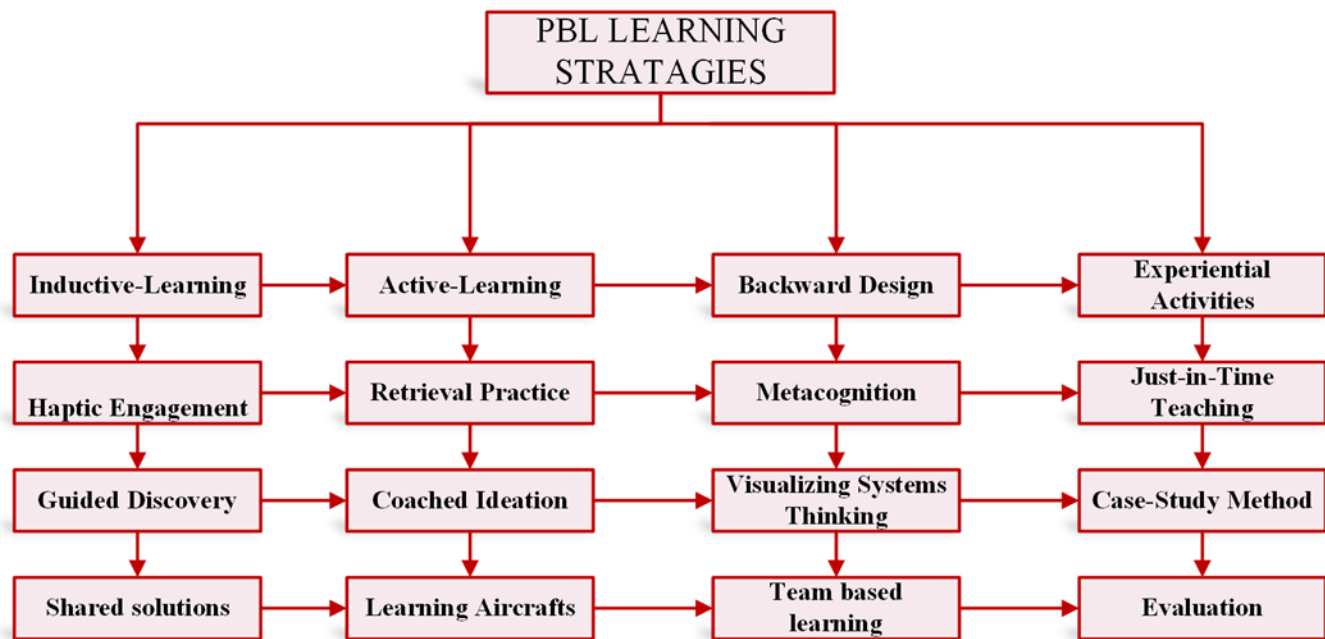 PBL LEARNING
STRATAGIES
Inductive-Learning
Active-Learning
Backward Design
Experiential
Activities
Haptic Engagement
Retrieval Practice
Metacognition
Just-in-Time
Teaching
Guided Discovery
Coached Ideation
Visualizing Systems
Thinking
Case-Study Method
Shared solutions
Learning Aircrafts
Team based
learning
Evaluation